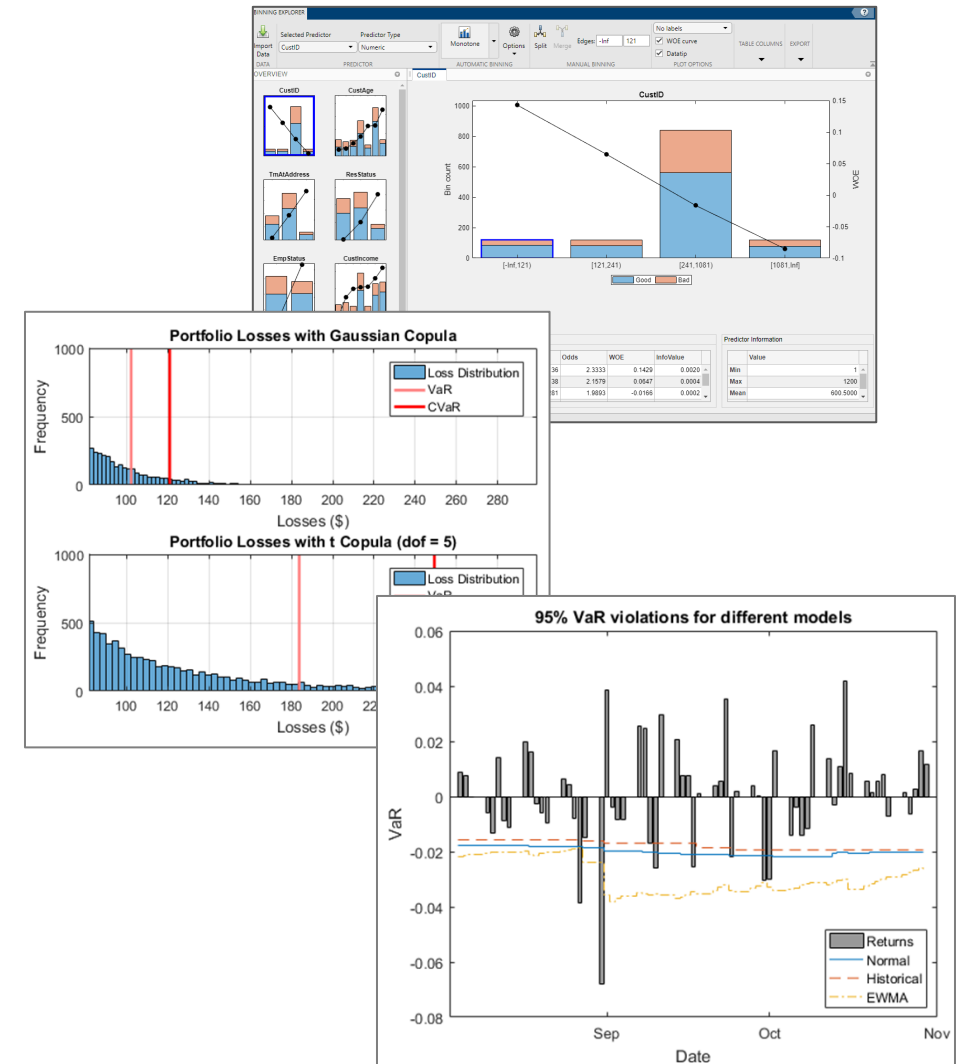 BINNING EXPLORER
?
Import
Data
Selected Predictor
CustID
Predictor Type
Numeric
Monotone
Options
Split
Merge
Edges: -Inf 121
No labels
WOE curve
Datatip
TABLE COLUMNS
EXPORT
DATA
PREDICTOR
AUTOMATIC BINNING
MANUAL BINNING
PLOT OPTIONS
OVERVIEW
CustID
CustID
CustAge
TmAtAddress
ResStatus
EmpStatus
CustIncome
CustID
1000
800
600
400
200
0
Bin count
0.15
0.1
0.05
0
-0.05
-0.1
WOE
[-Inf,121)
[121,241)
[241,1081)
[1081,Inf]
Good
Bad
Odds WOE InfoValue
36 2.3333 0.1429 0.0020
38 2.1579 0.0647 0.0004
281 1.9893 -0.0166 0.0002
Predictor Information
Value
Min 1
Max 1200
Mean 600.5000
Portfolio Losses with Gaussian Copula
1000
500
0
Frequency
Loss Distribution
VaR
CVaR
100 120 140 160 180 200 220 240 260 280
Losses ($)
Portfolio Losses with t Copula (dof = 5)
1000
500
0
Frequency
Loss Distribution
VaR
100 120 140 160 180 200 22
Losses ($)
95% VaR violations for different models
0.06
0.04
0.02
0
-0.02
-0.04
-0.06
-0.08
VaR
Returns
Normal
Historical
EWMA
Sep Oct Nov
Date